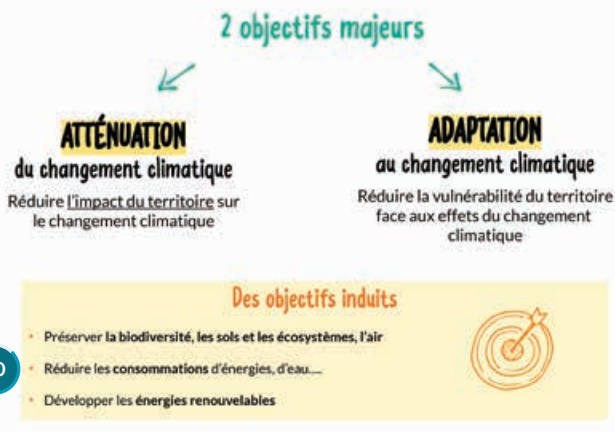 2 objectifs majeurs
ATTÉNUATION
du changement climatique
Réduire l'impact du territoire sur
le changement climatique
ADAPTATION
au changement climatique
Réduire la vulnérabilité du territoire
face aux effets du changement
climatique
Des objectifs induits
• Préserver la biodiversité, les sols et les écosystèmes, l'air
• Réduire les consommations d'énergies, d'eau....
• Développer les énergies renouvelables